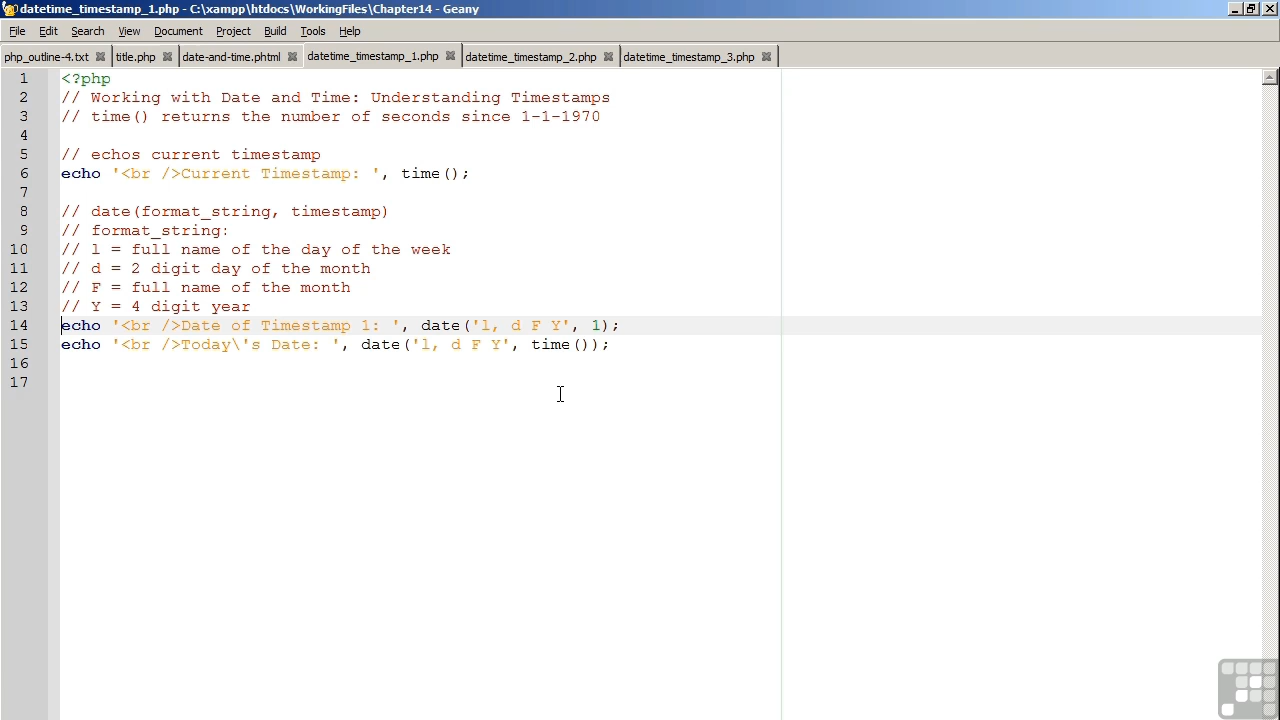 datetime_timestamp_1.php - C:\xampp\htdocs\WorkingFiles\Chapter14 - Geany
File Edit Search View Document Project Build Tools Help
php_outline-4.txt title.php date-and-time.phtml datetime_timestamp_1.php datetime_timestamp_2.php datetime_timestamp_3.php
1 <?php
2 // Working with Date and Time: Understanding Timestamps
3 // time() returns the number of seconds since 1-1-1970
4
5 // echos current timestamp
6 echo '<br />Current Timestamp: ', time();
7
8 // date(format_string, timestamp)
9 // format_string:
10 // l = full name of the day of the week
11 // d = 2 digit day of the month
12 // F = full name of the month
13 // Y = 4 digit year
14 echo '<br />Date of Timestamp 1: ', date('l, d F Y', 1);
15 echo '<br />Today\'s Date: ', date('l, d F Y', time());
16
17